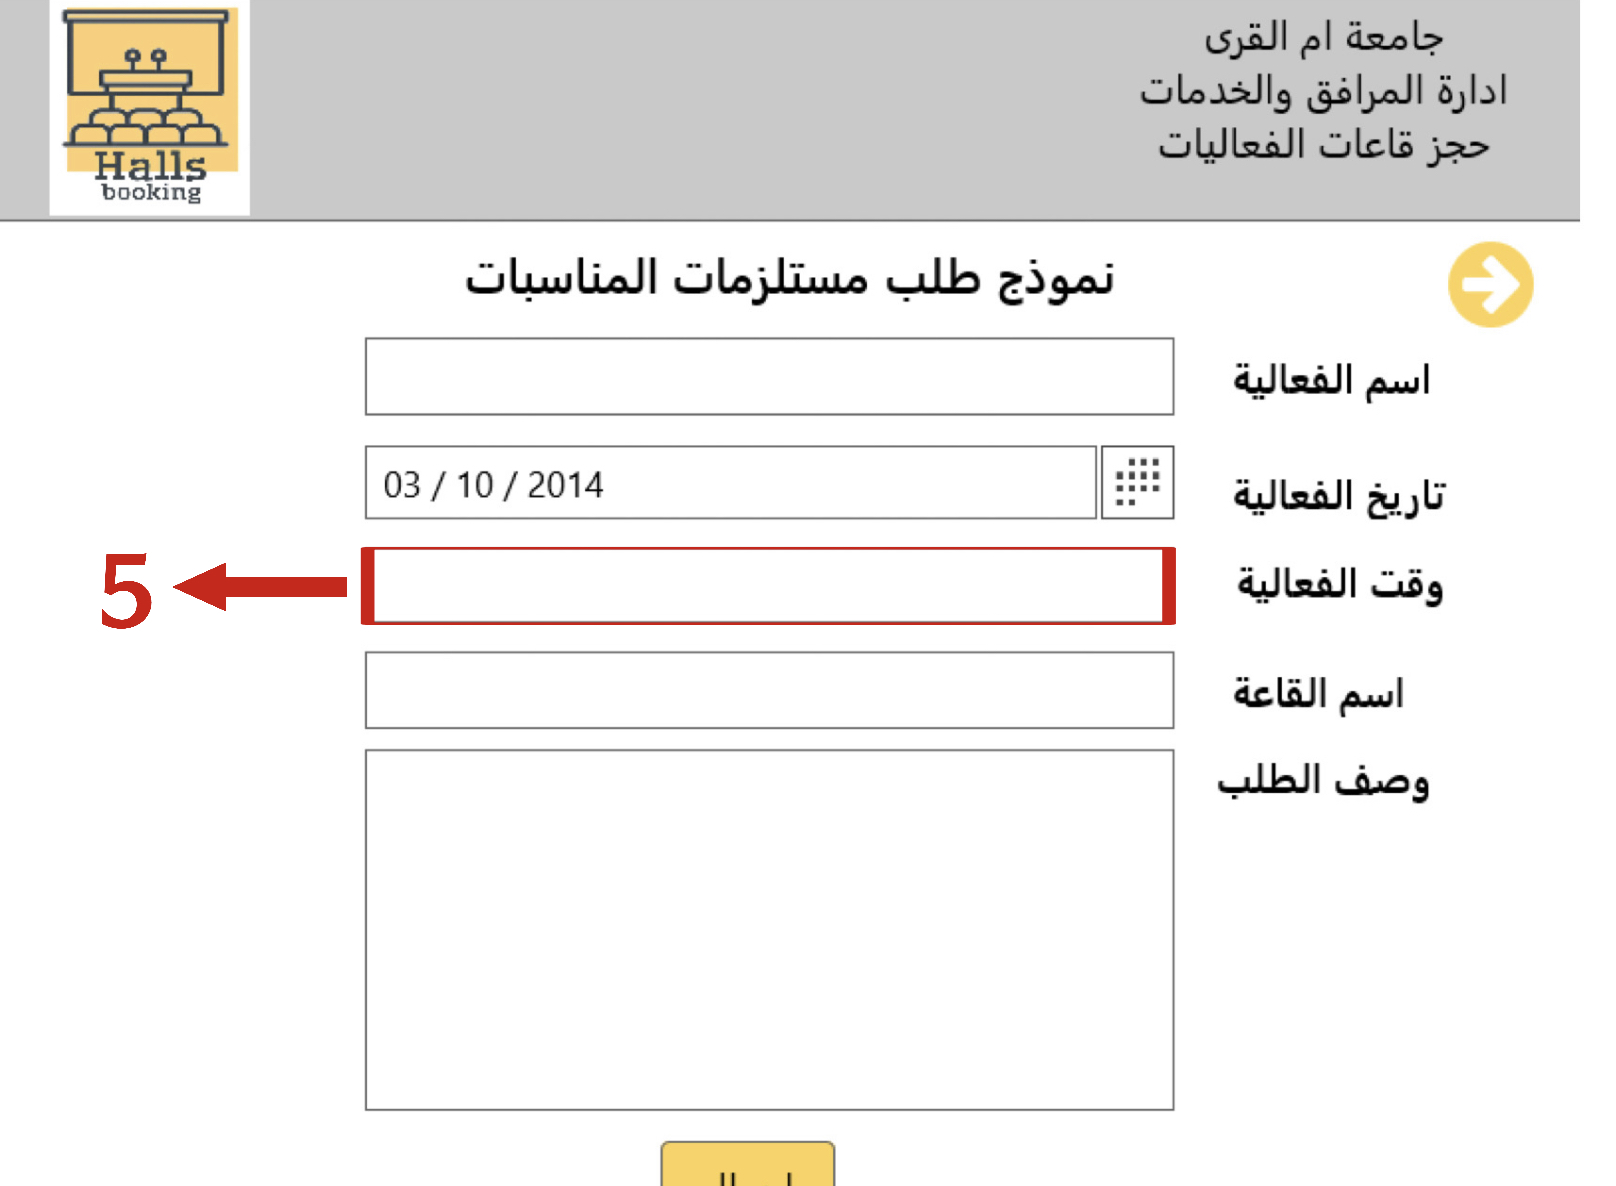 جامعة ام القرى
ادارة المرافق والخدمات
حجز قاعات الفعاليات
Halls
booking
نموذج طلب مستلزمات المناسبات
اسم الفعالية
تاريخ الفعالية
03 / 10 / 2014
وقت الفعالية
5
اسم القاعة
وصف الطلب